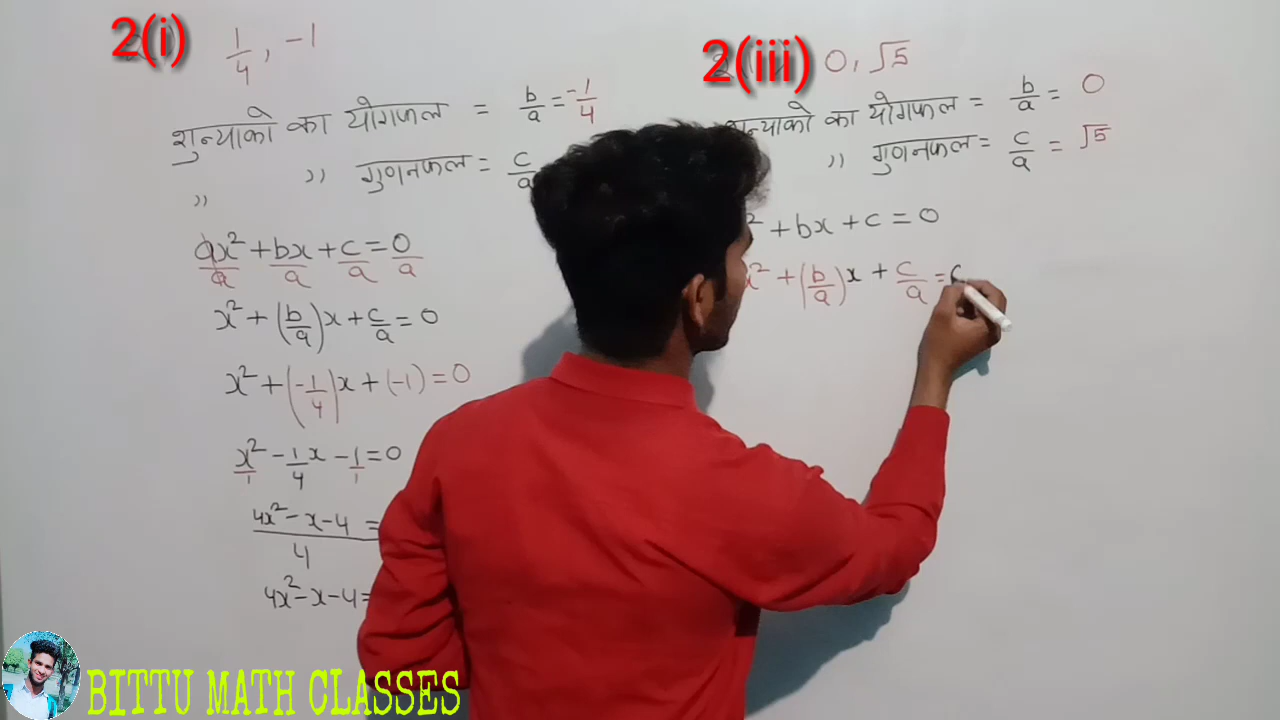 2(i) 1/4, -1
शुन्याको का योगफल = b/a = -1/4
,, ,, गुणनफल = c/a
ax²/a + bx/a + c/a = 0/a
x² + (b/a)x + c/a = 0
x² + (-1/4)x + (-1) = 0
x²/1 - 1/4x - 1/1 = 0
4x² - x - 4/4 =
4x² - x - 4 =
2(iii) 0, √5
शुन्याको का योगफल = b/a = 0
,, गुणनफल = c/a = √5
² + bx + c = 0
x² + (b/a)x + c/a =
BITTU MATH CLASSES